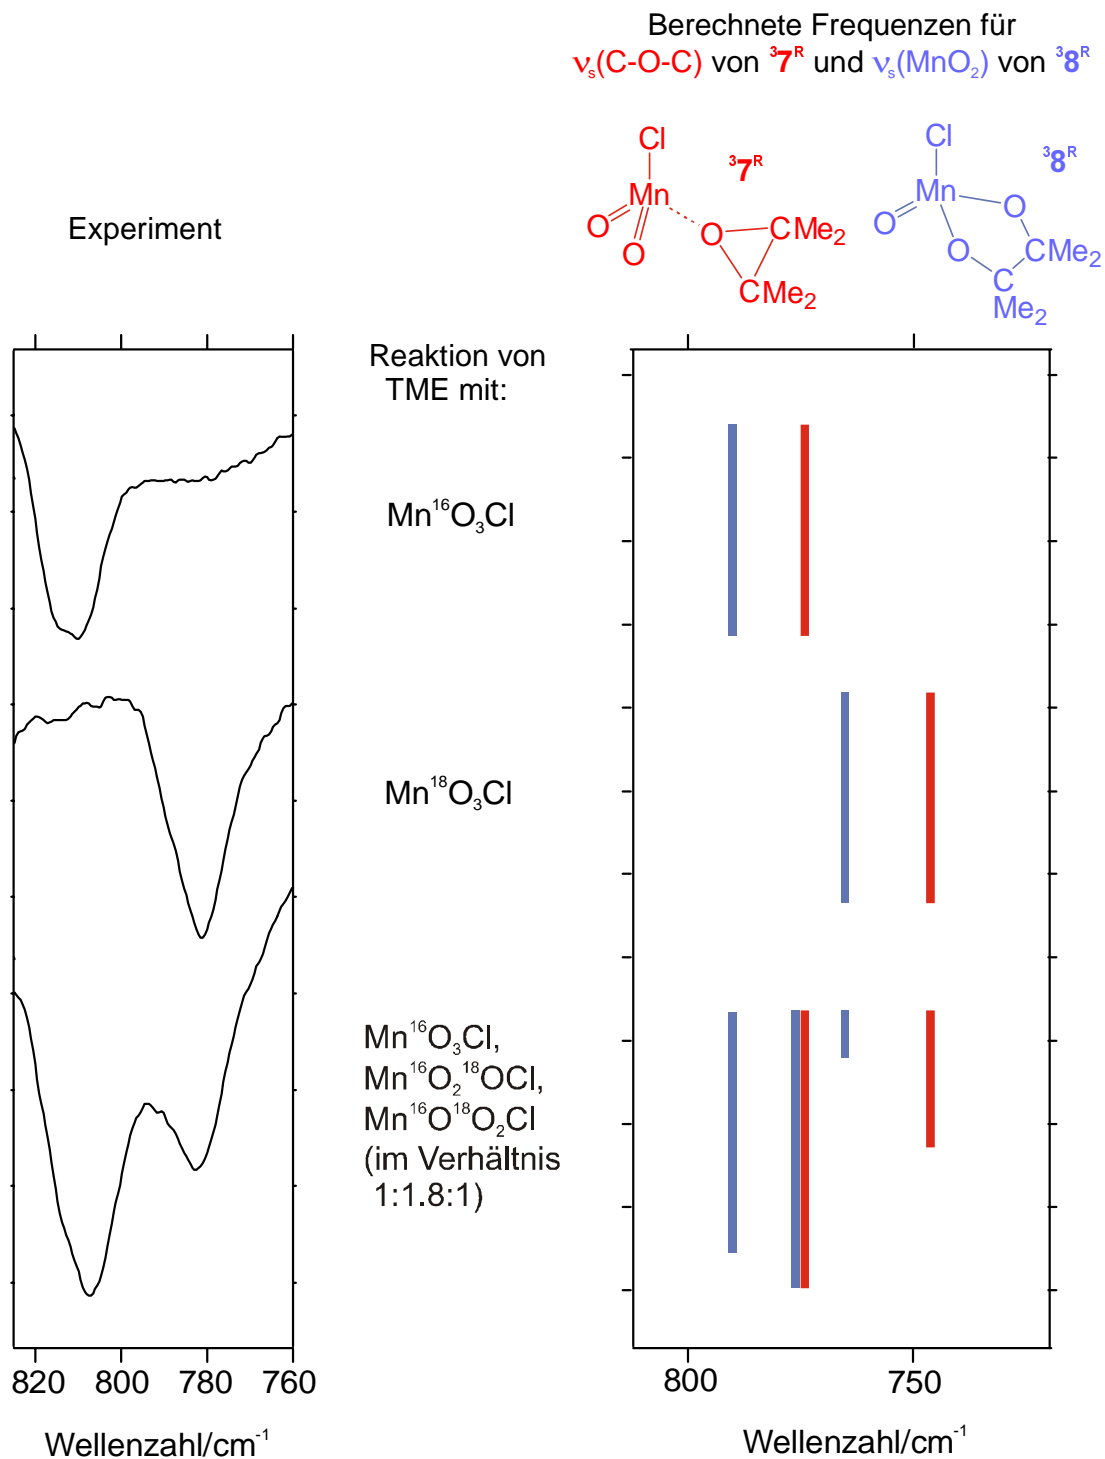 Berechnete Frequenzen für
νₛ(C-O-C) von ³7ᴿ und νₛ(MnO₂) von ³8ᴿ
Cl
³7ᴿ
Mn
O
O
O
CMe₂
CMe₂
Cl
³8ᴿ
Mn
O
O
O
CMe₂
C
Me₂
Experiment
Reaktion von
TME mit:
Mn¹⁶O₃Cl
Mn¹⁸O₃Cl
Mn¹⁶O₃Cl,
Mn¹⁶O₂¹⁸OCl,
Mn¹⁶O¹⁸O₂Cl
(im Verhältnis
1:1.8:1)
820 800 780 760
Wellenzahl/cm⁻¹
800 750
Wellenzahl/cm⁻¹